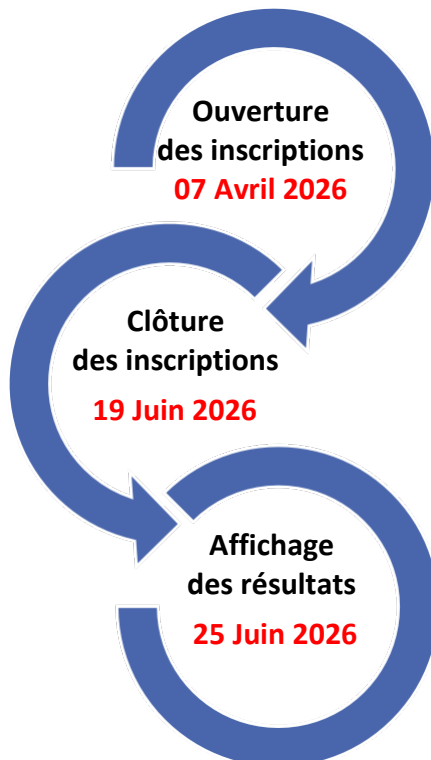 Ouverture
des inscriptions
07 Avril 2026
Clôture
des inscriptions
19 Juin 2026
Affichage
des résultats
25 Juin 2026